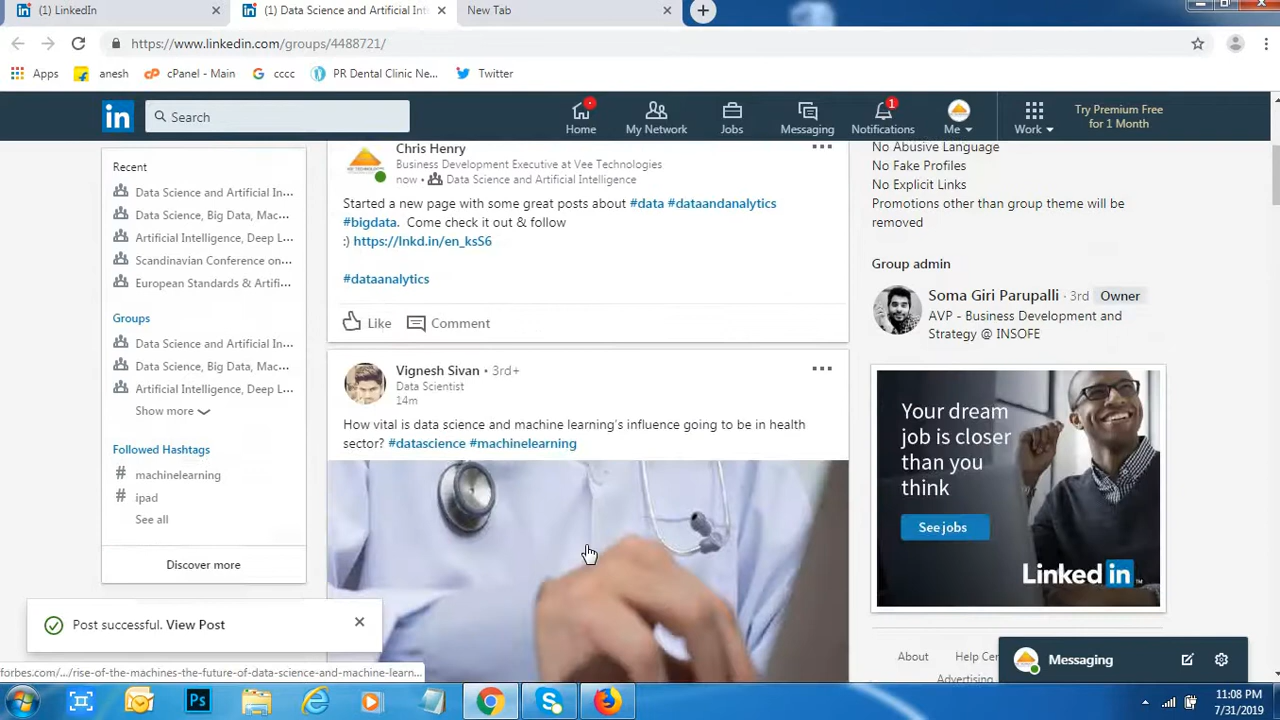 (1) LinkedIn
(1) Data Science and Artificial Int
New Tab
https://www.linkedin.com/groups/4488721/
Apps
anesh
cPanel - Main
cccc
PR Dental Clinic Ne...
Twitter
in
Search
Home
My Network
Jobs
1
Notifications
Messaging
Me
Work
Try Premium Free
for 1 Month
Recent
Data Science and Artificial In...
Data Science, Big Data, Mac...
Artificial Intelligence, Deep L...
Scandinavian Conference on...
European Standards & Artifi...
Groups
Data Science and Artificial In...
Data Science, Big Data, Mac...
Artificial Intelligence, Deep L...
Show more
Followed Hashtags
# machinelearning
# ipad
See all
Discover more
Chris Henry
Business Development Executive at Vee Technologies
now • Data Science and Artificial Intelligence
Started a new page with some great posts about #data #dataandanalytics
#bigdata. Come check it out & follow
:) https://lnkd.in/en_ksS6
#dataanalytics
Like
Comment
Vignesh Sivan • 3rd+
Data Scientist
14m
How vital is data science and machine learning's influence going to be in health
sector? #datascience #machinelearning
No Abusive Language
No Fake Profiles
No Explicit Links
Promotions other than group theme will be
removed
Group admin
Soma Giri Parupalli · 3rd Owner
AVP - Business Development and
Strategy @ INSOFE
Your dream
job is closer
than you
think
See jobs
Linked in
About
Help Cen
Advertising
Messaging
Post successful. View Post
forbes.com/.../rise-of-the-machines-the-future-of-data-science-and-machine-learn...
Ps
11:08 PM
7/31/2019